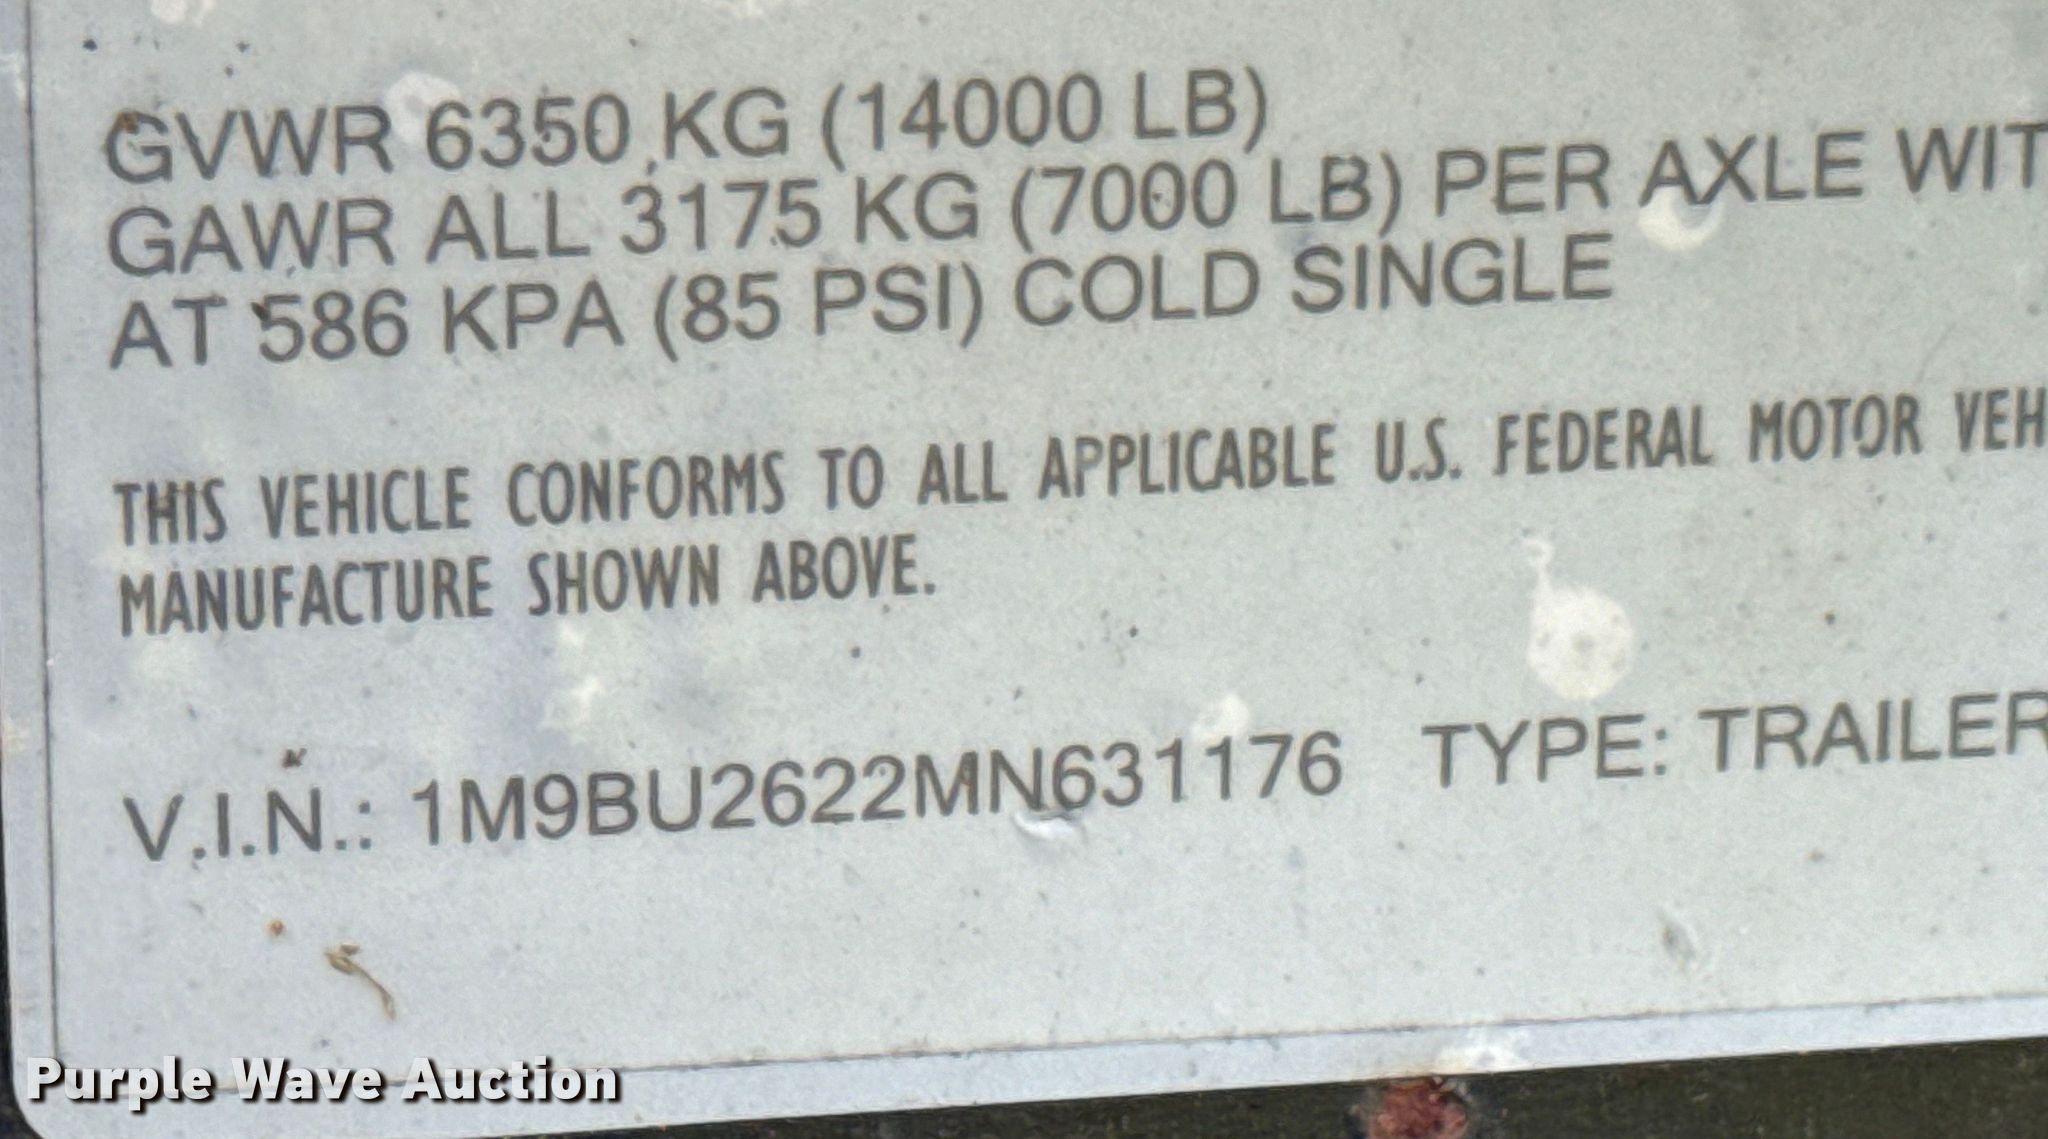 GVWR 6350 KG (14000 LB)
GAWR ALL 3175 KG (7000 LB) PER AXLE WIT
AT 586 KPA (85 PSI) COLD SINGLE
THIS VEHICLE CONFORMS TO ALL APPLICABLE U.S. FEDERAL MOTOR VEH
MANUFACTURE SHOWN ABOVE.
V.I.N.: 1M9BU2622MN631176 TYPE: TRAILER
Purple Wave Auction